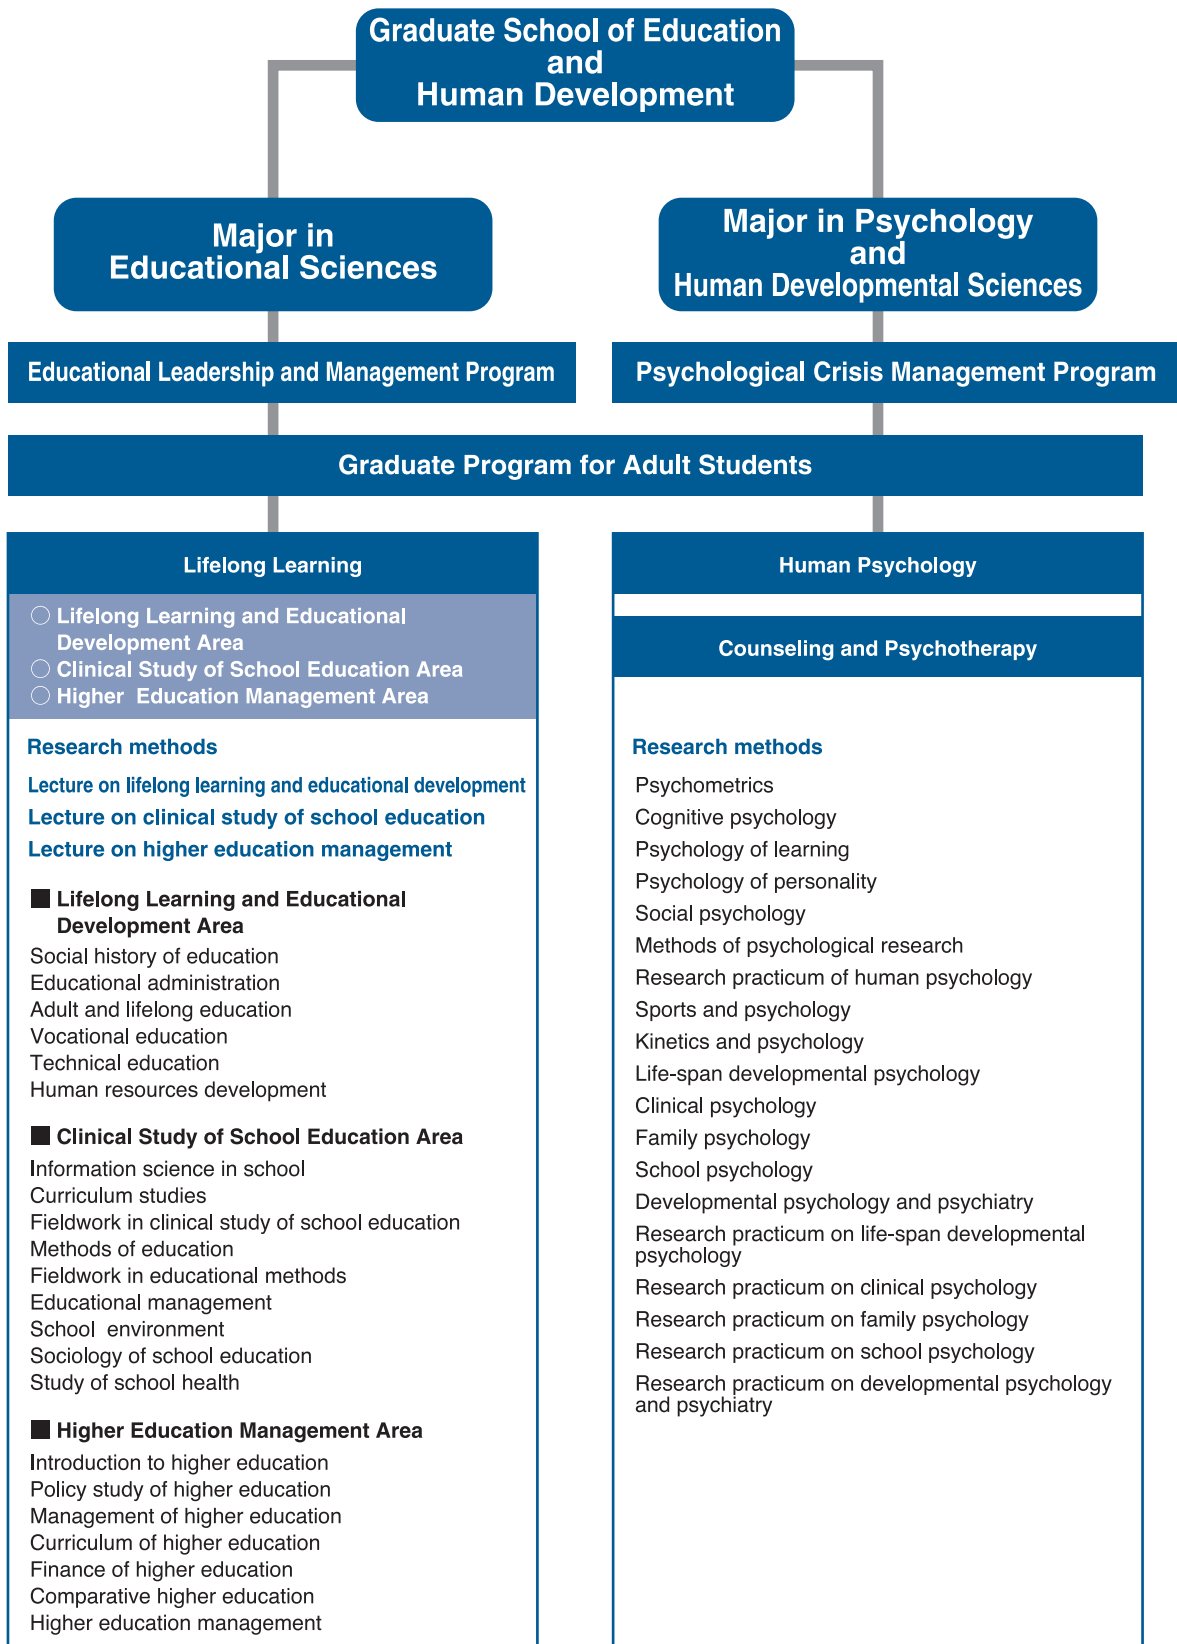 Graduate School of Education
and
Human Development
Major in
Educational Sciences
Major in Psychology
and
Human Developmental Sciences
Educational Leadership and Management Program
Psychological Crisis Management Program
Graduate Program for Adult Students
Lifelong Learning
○ Lifelong Learning and Educational
Development Area
○ Clinical Study of School Education Area
○ Higher Education Management Area
Research methods
Lecture on lifelong learning and educational development
Lecture on clinical study of school education
Lecture on higher education management
■ Lifelong Learning and Educational
Development Area
Social history of education
Educational administration
Adult and lifelong education
Vocational education
Technical education
Human resources development
■ Clinical Study of School Education Area
Information science in school
Curriculum studies
Fieldwork in clinical study of school education
Methods of education
Fieldwork in educational methods
Educational management
School environment
Sociology of school education
Study of school health
■ Higher Education Management Area
Introduction to higher education
Policy study of higher education
Management of higher education
Curriculum of higher education
Finance of higher education
Comparative higher education
Higher education management
Human Psychology
Counseling and Psychotherapy
Research methods
Psychometrics
Cognitive psychology
Psychology of learning
Psychology of personality
Social psychology
Methods of psychological research
Research practicum of human psychology
Sports and psychology
Kinetics and psychology
Life-span developmental psychology
Clinical psychology
Family psychology
School psychology
Developmental psychology and psychiatry
Research practicum on life-span developmental
psychology
Research practicum on clinical psychology
Research practicum on family psychology
Research practicum on school psychology
Research practicum on developmental psychology
and psychiatry